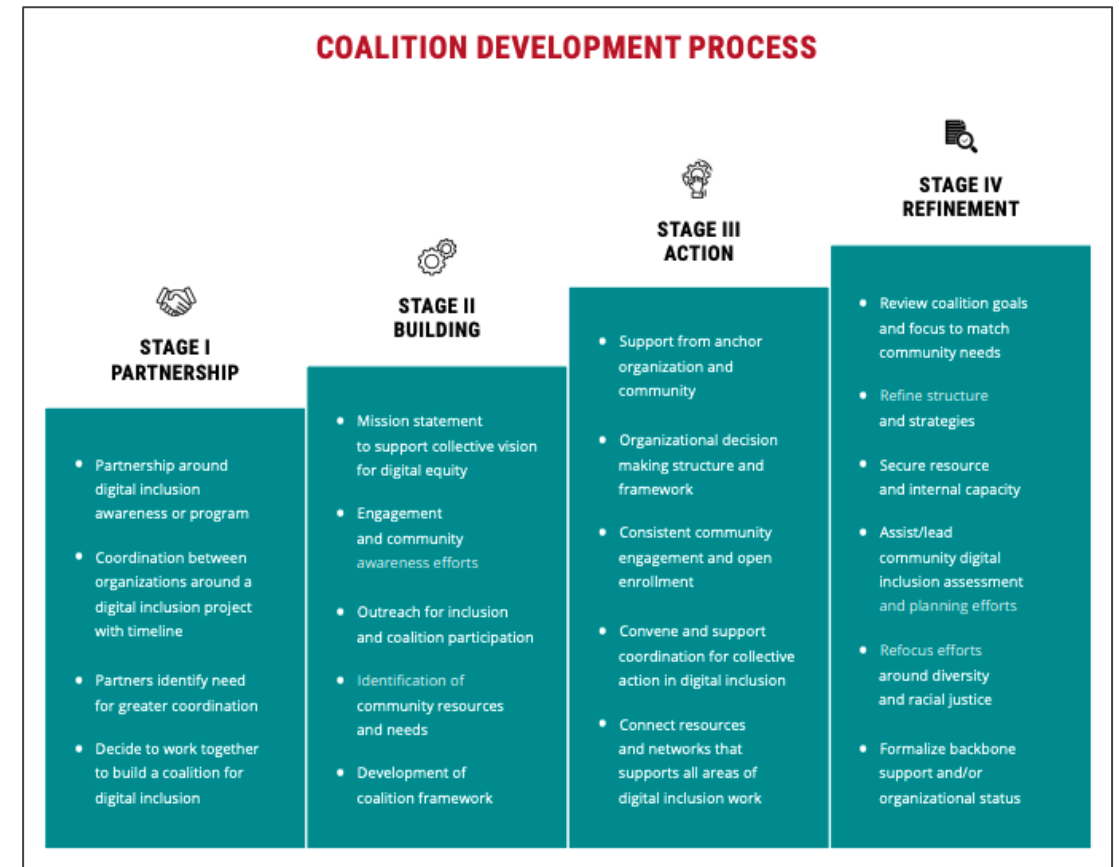 COALITION DEVELOPMENT PROCESS
STAGE I
PARTNERSHIP
• Partnership around
digital inclusion
awareness or program
• Coordination between
organizations around a
digital inclusion project
with timeline
• Partners identify need
for greater coordination
• Decide to work together
to build a coalition for
digital inclusion
STAGE II
BUILDING
• Mission statement
to support collective vision
for digital equity
• Engagement
and community
awareness efforts
• Outreach for inclusion
and coalition participation
• Identification of
community resources
and needs
• Development of
coalition framework
STAGE III
ACTION
• Support from anchor
organization and
community
• Organizational decision
making structure and
framework
• Consistent community
engagement and open
enrollment
• Convene and support
coordination for collective
action in digital inclusion
• Connect resources
and networks that
supports all areas of
digital inclusion work
STAGE IV
REFINEMENT
• Review coalition goals
and focus to match
community needs
• Refine structure
and strategies
• Secure resource
and internal capacity
• Assist/lead
community digital
inclusion assessment
and planning efforts
• Refocus efforts
around diversity
and racial justice
• Formalize backbone
support and/or
organizational status